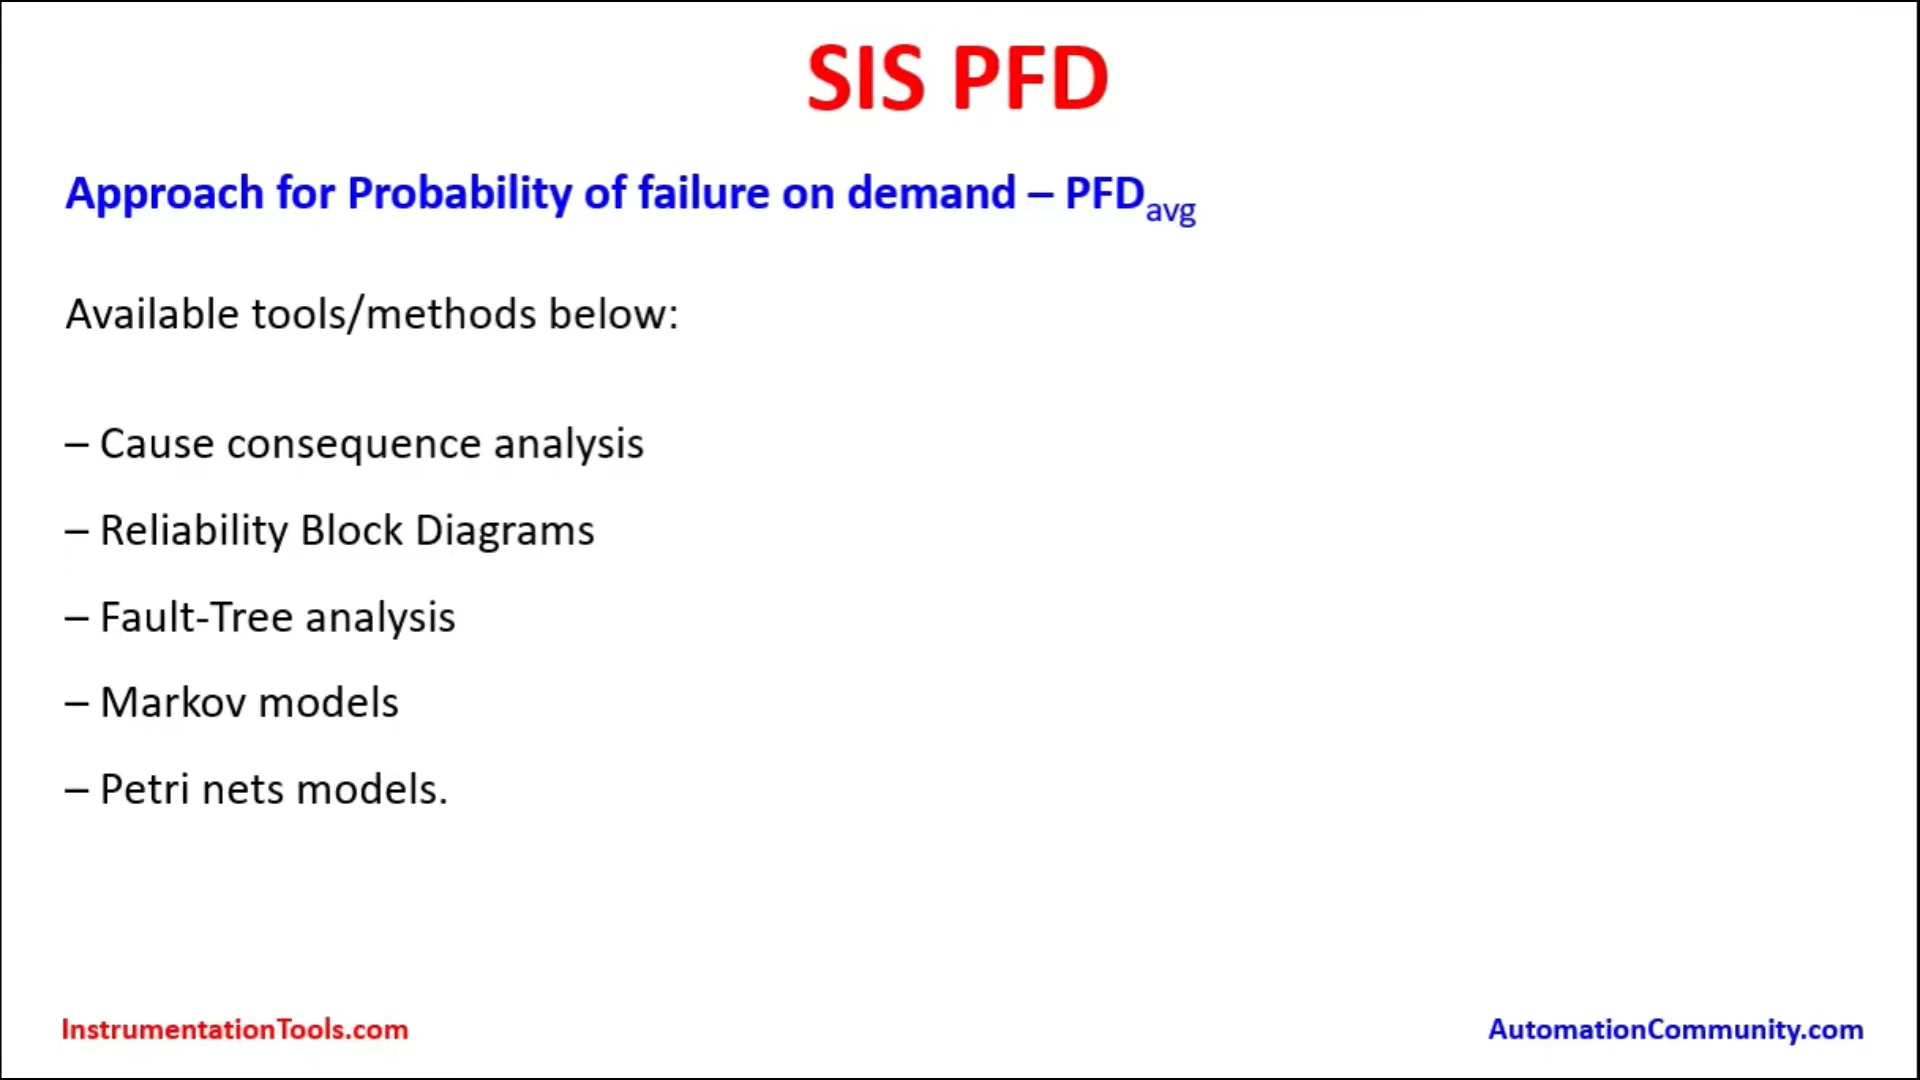 SIS PFD
Approach for Probability of failure on demand – PFDavg
Available tools/methods below:
– Cause consequence analysis
– Reliability Block Diagrams
– Fault-Tree analysis
– Markov models
– Petri nets models.
InstrumentationTools.com
AutomationCommunity.com